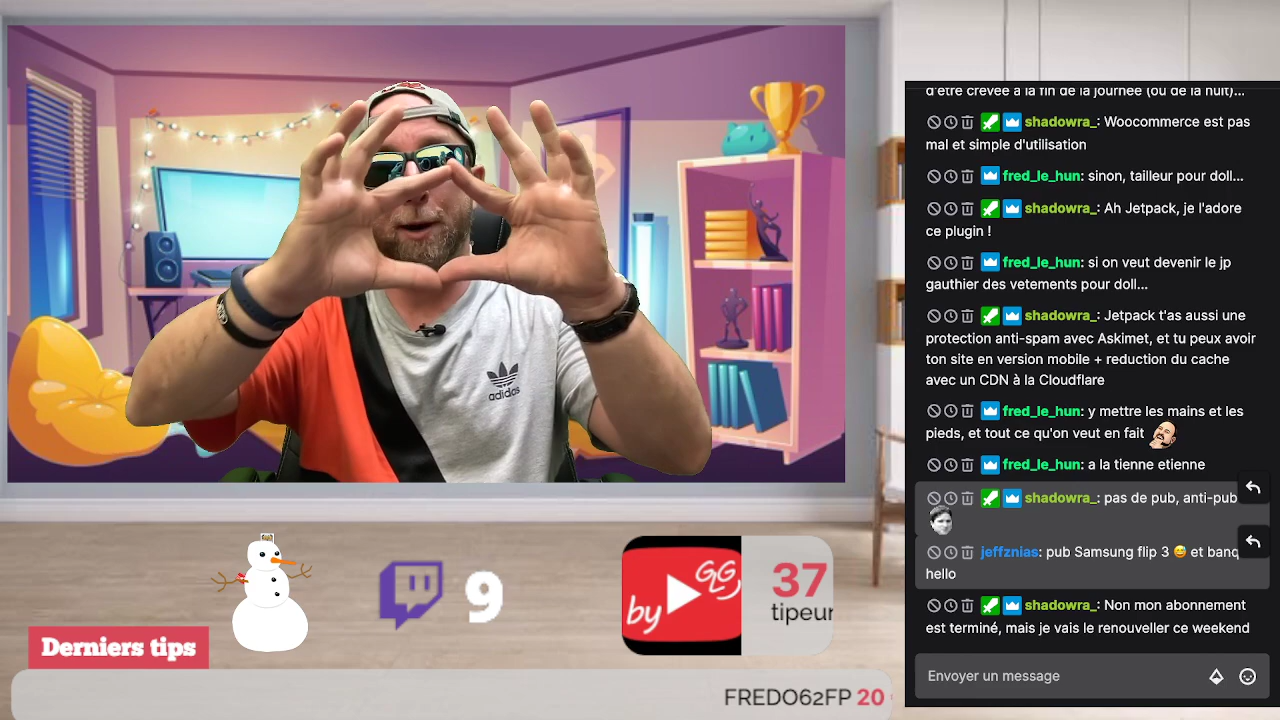 adidas
d'être crevée à la fin de la journée (ou de la nuit)...
shadowra_: Woocommerce est pas
mal et simple d'utilisation
fred_le_hun: sinon, tailleur pour doll...
shadowra_: Ah Jetpack, je l'adore
ce plugin !
fred_le_hun: si on veut devenir le jp
gauthier des vetements pour doll...
shadowra_: Jetpack t'as aussi une
protection anti-spam avec Askimet, et tu peux avoir
ton site en version mobile + reduction du cache
avec un CDN à la Cloudflare
fred_le_hun: y mettre les mains et les
pieds, et tout ce qu'on veut en fait
fred_le_hun: a la tienne etienne
shadowra_: pas de pub, anti-pub
jeffznias: pub Samsung flip 3 😅 et banq
hello
shadowra_: Non mon abonnement
est terminé, mais je vais le renouveller ce weekend
Envoyer un message
9
by GLG
37
tipeur
Derniers tips
FREDO62FP 20